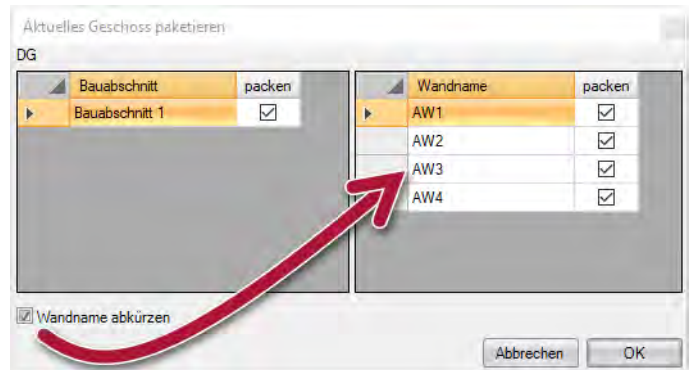 Aktuelles Geschoss paketieren
DG
Bauabschnitt packen
Bauabschnitt 1
Wandname packen
AW1
AW2
AW3
AW4
Wandname abkürzen
Abbrechen OK